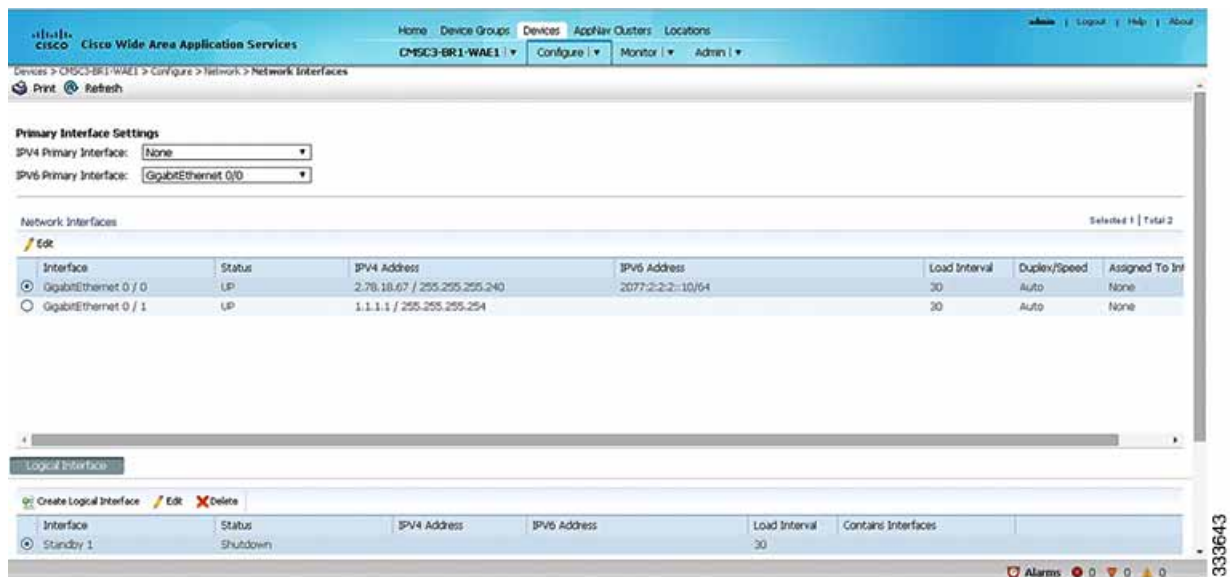 admin | Logout | Help | About
cisco Cisco Wide Area Application Services
Home Device Groups Devices AppNav Clusters Locations
CMSC3-BR1-WAE1 | Configure | Monitor | Admin |
Devices > CMSC3-BR1-WAE1 > Configure > Network > Network Interfaces
Print Refresh
Primary Interface Settings
IPV4 Primary Interface: None
IPV6 Primary Interface: GigabitEthernet 0/0
Network Interfaces Selected 1 | Total 2
Edit
Interface Status IPV4 Address IPV6 Address Load Interval Duplex/Speed Assigned To Int
GigabitEthernet 0 / 0 UP 2.78.18.67 / 255.255.255.240 2077:2:2:2::10/64 30 Auto None
GigabitEthernet 0 / 1 UP 1.1.1.1 / 255.255.255.254 30 Auto None
Logical Interface
Create Logical Interface Edit Delete
Interface Status IPV4 Address IPV6 Address Load Interval Contains Interfaces
Standby 1 Shutdown 30
Alarms 0 0 0
333643